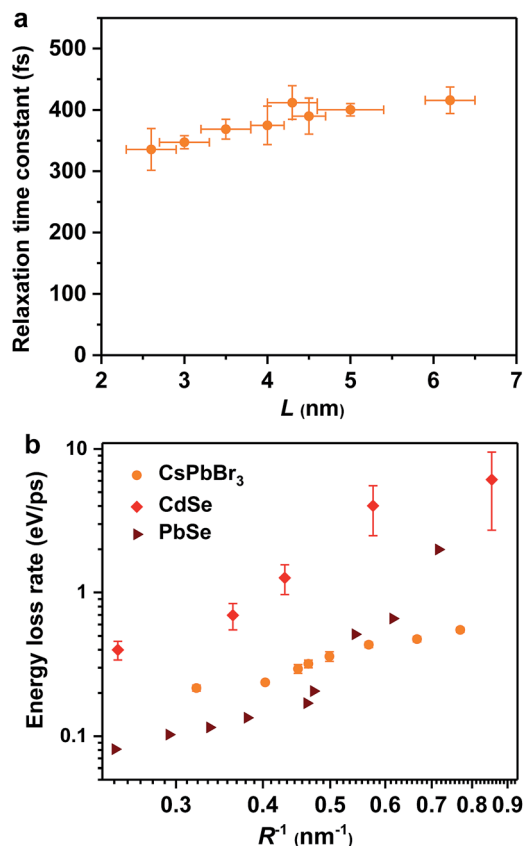 a
Relaxation time constant (fs)
500
400
300
200
100
0
2 3 4 5 6 7
L (nm)
b
Energy loss rate (eV/ps)
10
1
0.1
CsPbBr₃
CdSe
PbSe
0.3 0.4 0.5 0.6 0.7 0.8 0.9
R⁻¹ (nm⁻¹)